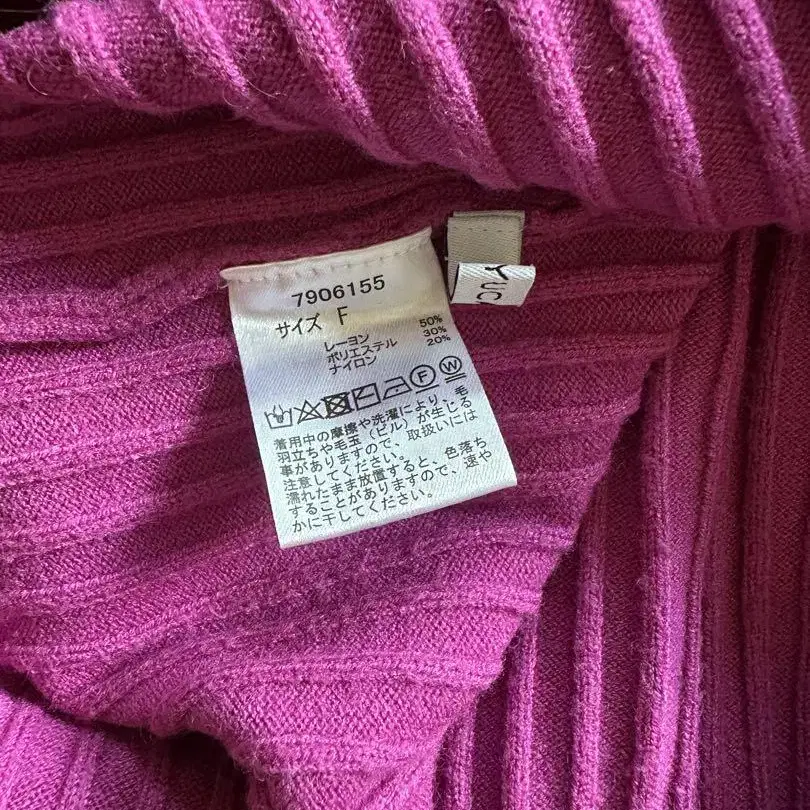 7906155
サイズ F
レーヨン 50%
ポリエステル 30%
ナイロン 20%
F W
着用中の摩擦や洗濯により、毛
羽立ちや毛玉（ピル）が生じる
事がありますので、取扱いには
注意してください。
濡れたまま放置すると、色落ち
することがありますので、速や
かに干してください。
YUC